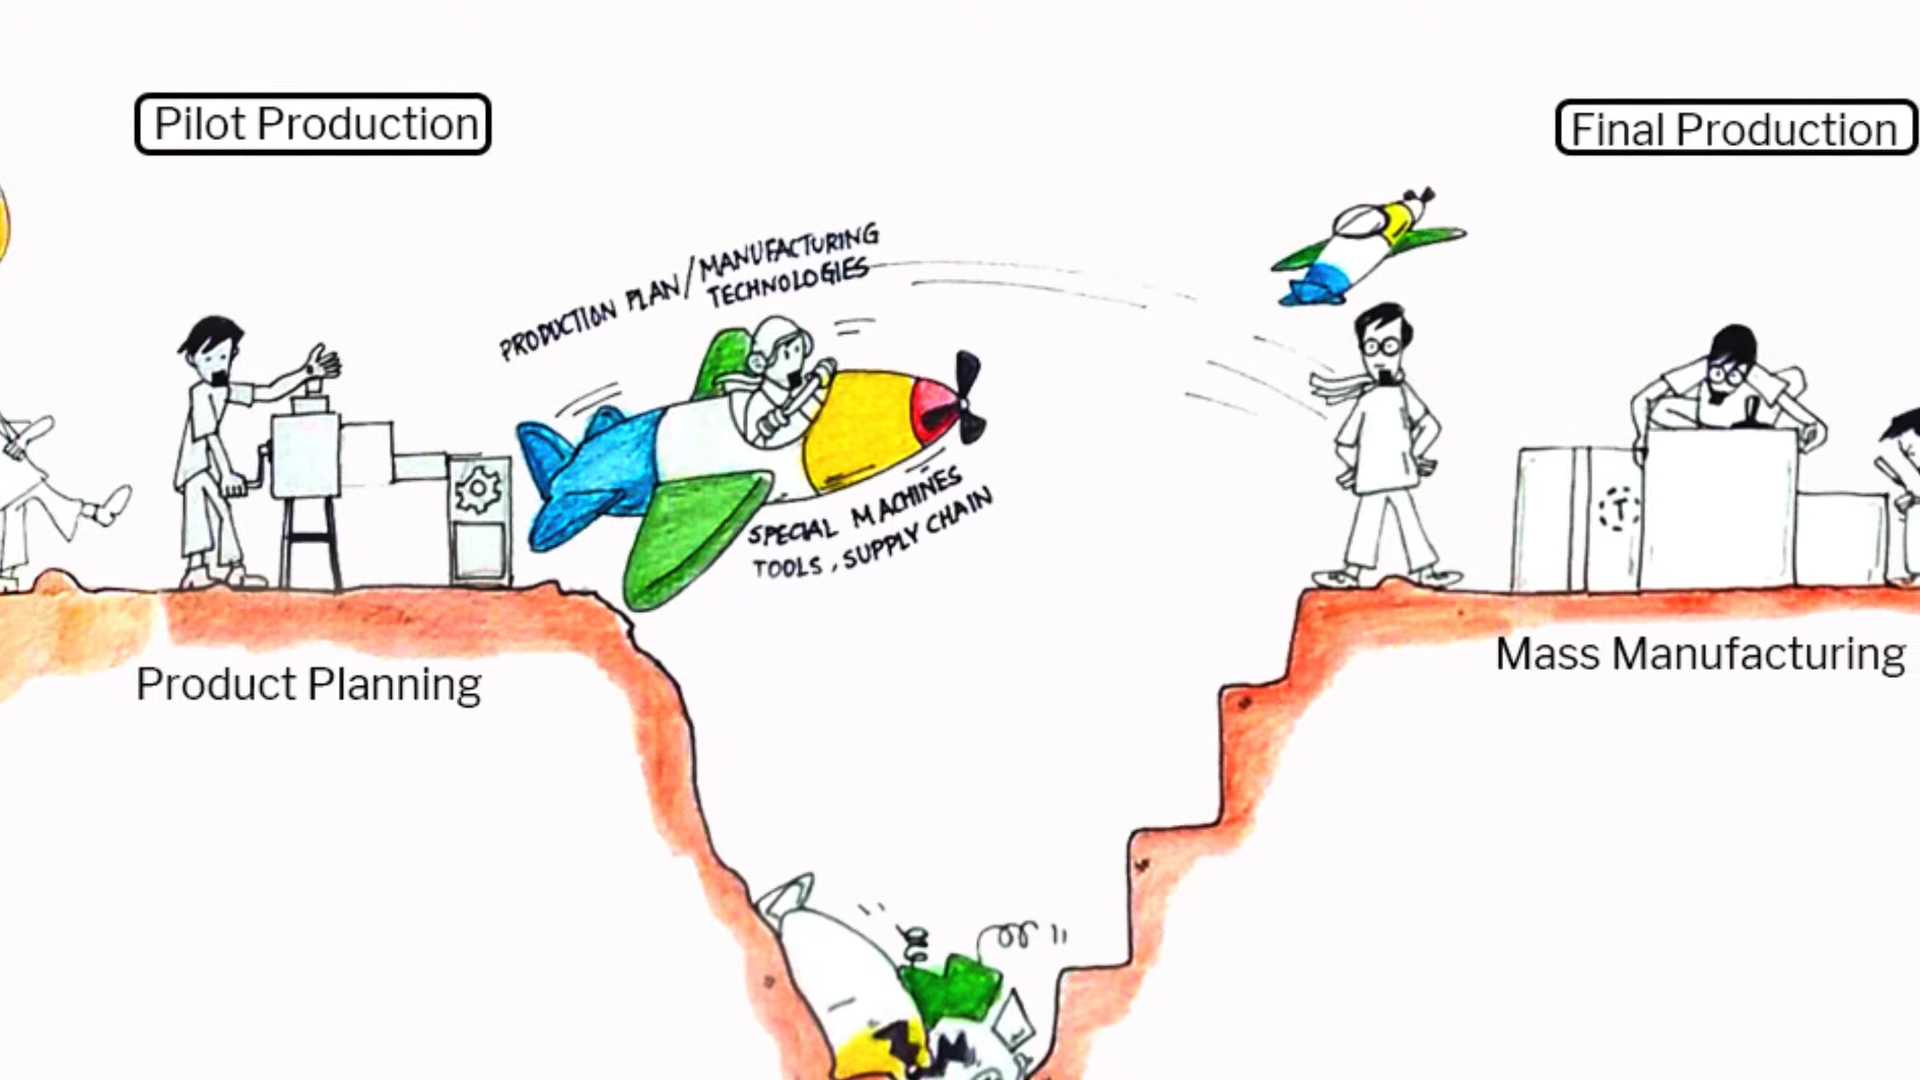 Pilot Production
Final Production
PRODUCTION PLAN/MANUFACTURING
TECHNOLOGIES
SPECIAL MACHINES
TOOLS, SUPPLY CHAIN
T
Product Planning
Mass Manufacturing